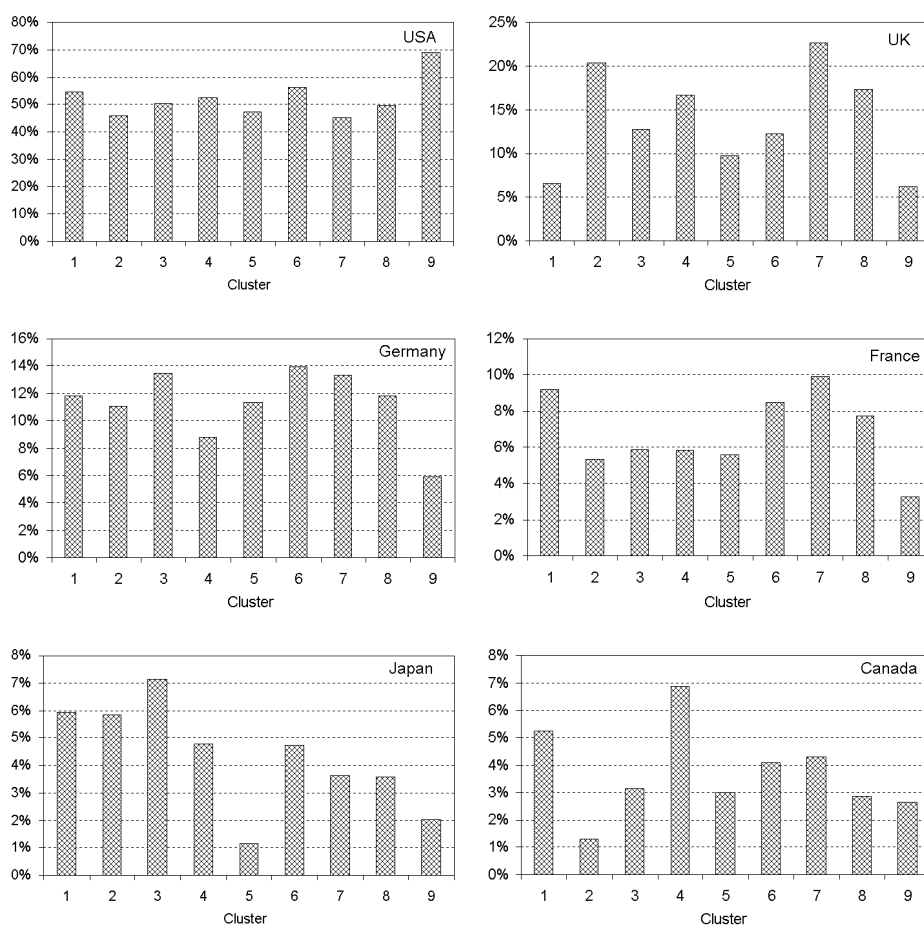 USA
80%
70%
60%
50%
40%
30%
20%
10%
0%
1 2 3 4 5 6 7 8 9
Cluster
UK
25%
20%
15%
10%
5%
0%
1 2 3 4 5 6 7 8 9
Cluster
Germany
16%
14%
12%
10%
8%
6%
4%
2%
0%
1 2 3 4 5 6 7 8 9
Cluster
France
12%
10%
8%
6%
4%
2%
0%
1 2 3 4 5 6 7 8 9
Cluster
Japan
8%
7%
6%
5%
4%
3%
2%
1%
0%
1 2 3 4 5 6 7 8 9
Cluster
Canada
8%
7%
6%
5%
4%
3%
2%
1%
0%
1 2 3 4 5 6 7 8 9
Cluster